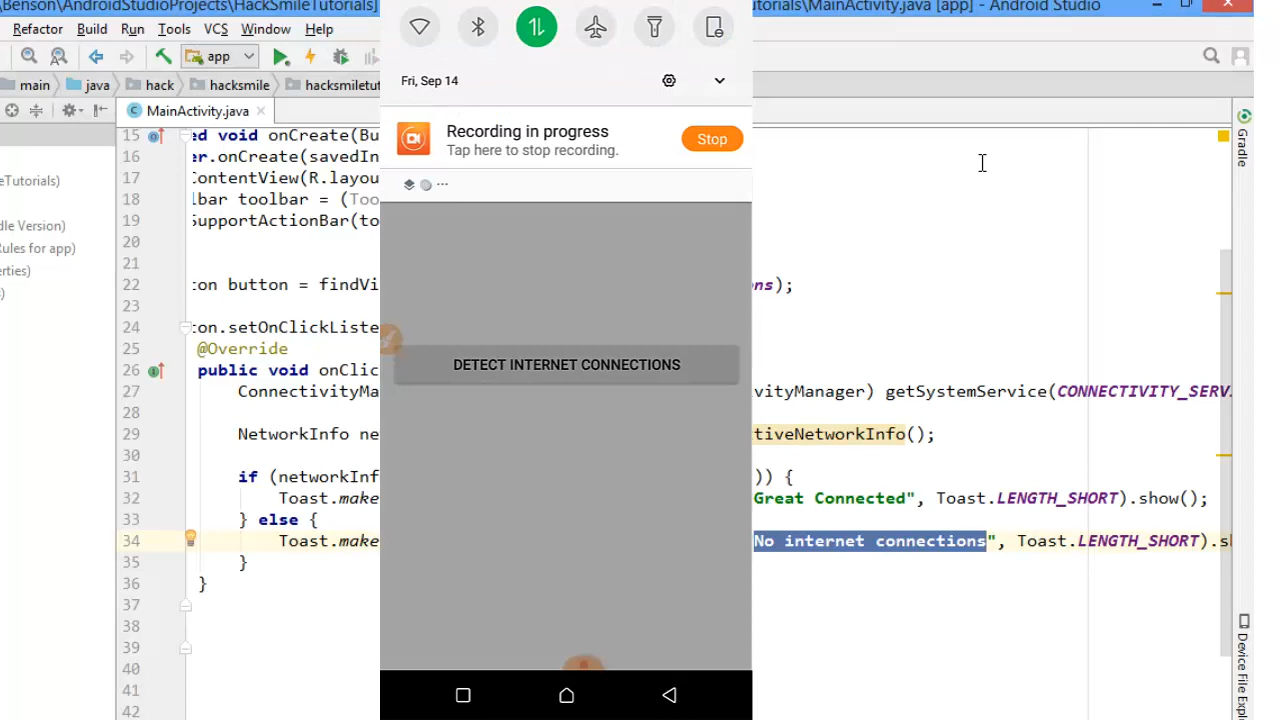 \Benson\AndroidStudioProjects\HackSmileTutorials]
tutorials\MainActivity.java [app] - Android Studio
Refactor Build Run Tools VCS Window Help
app
main java hack hacksmile hacksmiletut
MainActivity.java
Fri, Sep 14
Recording in progress
Tap here to stop recording.
Stop
...
DETECT INTERNET CONNECTIONS
15 ed void onCreate(Bu
16 er.onCreate(savedIn
17 ContentView(R.layou
18 lbar toolbar = (Too
19 SupportActionBar(to
20
21
22 ton button = findVi ns);
23
24 ton.setOnClickListe
25 @Override
26 public void onClic
27 ConnectivityMa vityManager) getSystemService(CONNECTIVITY_SERV
28
29 NetworkInfo ne tiveNetworkInfo();
30
31 if (networkInf )) {
32 Toast.make Great Connected", Toast.LENGTH_SHORT).show();
33 } else {
34 Toast.make No internet connections", Toast.LENGTH_SHORT).sh
35 }
36 }
37
38
39
40
41
42
eTutorials)
dle Version)
Rules for app)
erties)
s)
Gradle
Device File Expl